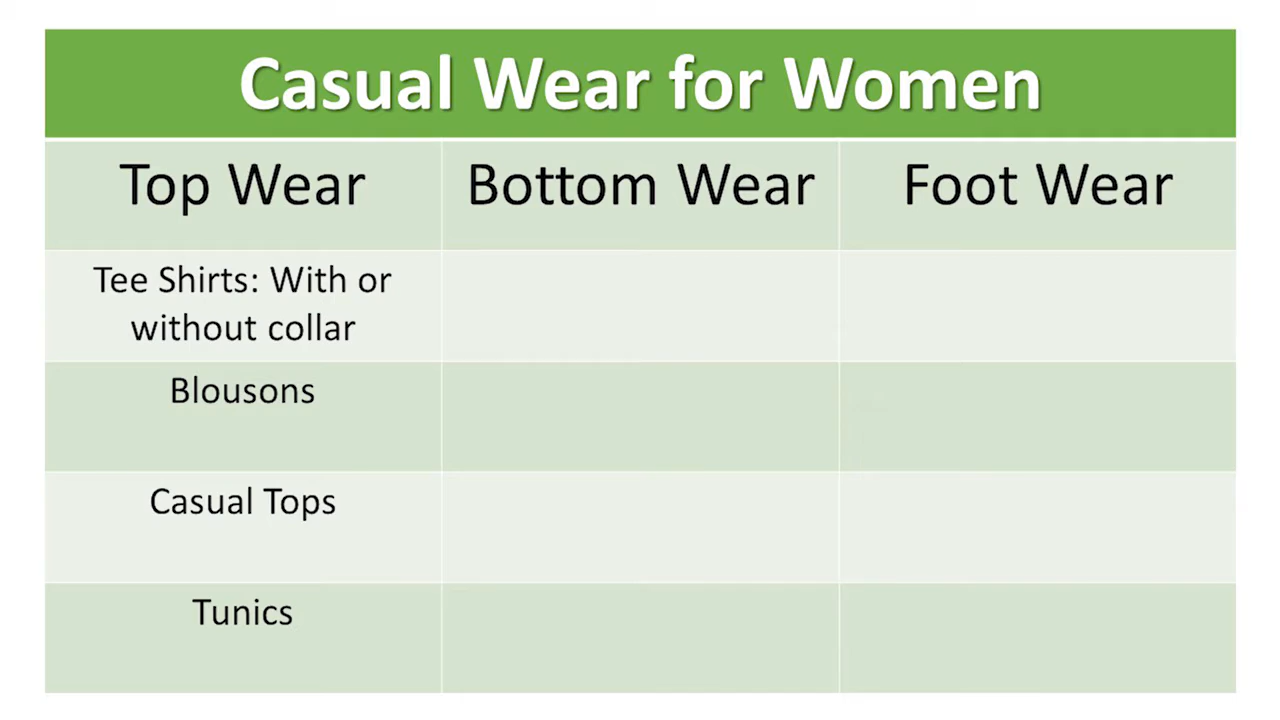 Casual Wear for Women
Top Wear
Bottom Wear
Foot Wear
Tee Shirts: With or
without collar
Blousons
Casual Tops
Tunics